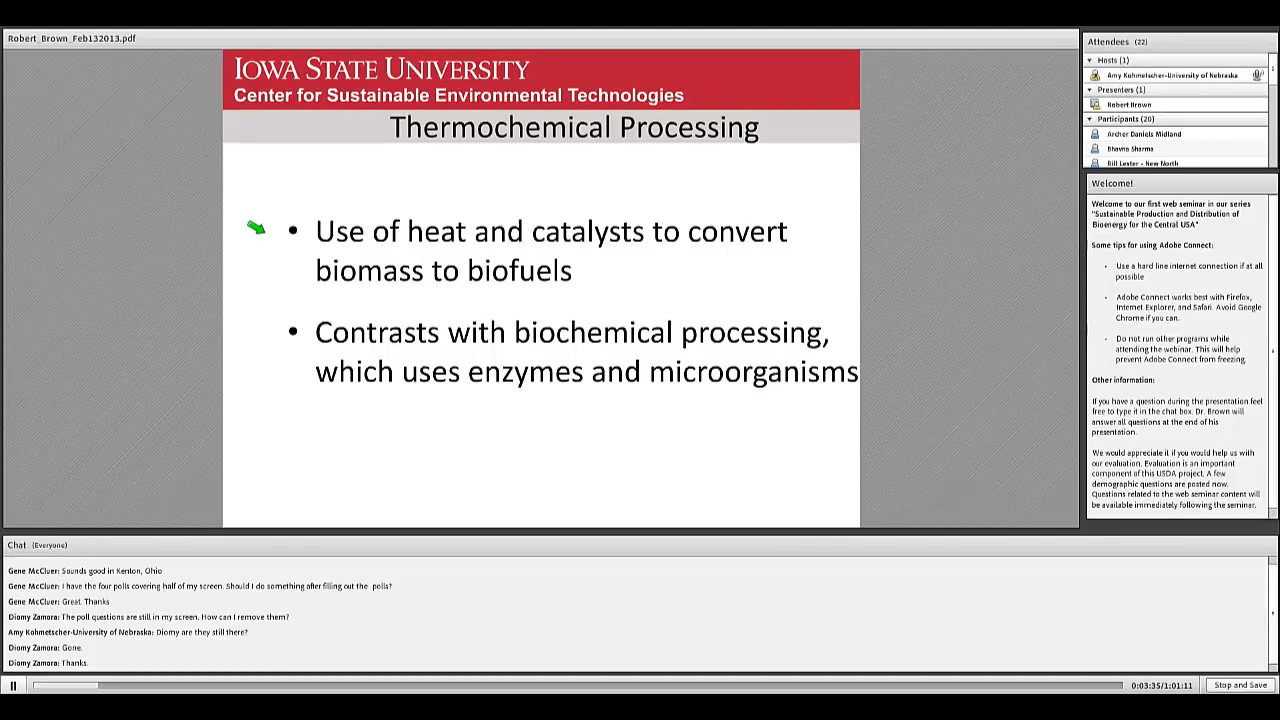 Robert_Brown_Feb132013.pdf
IOWA STATE UNIVERSITY
Center for Sustainable Environmental Technologies
Thermochemical Processing
• Use of heat and catalysts to convert
biomass to biofuels
• Contrasts with biochemical processing,
which uses enzymes and microorganisms
Attendees (22)
Hosts (1)
Amy Kohmetscher-University of Nebraska
Presenters (1)
Robert Brown
Participants (20)
Archer Daniels Midland
Bhavna Sharma
Bill Lester - New North
Welcome!
Welcome to our first web seminar in our series
"Sustainable Production and Distribution of
Bioenergy for the Central USA"
Some tips for using Adobe Connect:
· Use a hard line internet connection if at all
possible
· Adobe Connect works best with Firefox,
Internet Explorer, and Safari. Avoid Google
Chrome if you can.
· Do not run other programs while
attending the webinar. This will help
prevent Adobe Connect from freezing.
Other information:
If you have a question during the presentation feel
free to type it in the chat box. Dr. Brown will
answer all questions at the end of his
presentation.
We would appreciate it if you would help us with
our evaluation. Evaluation is an important
component of this USDA project. A few
demographic questions are posted now.
Questions related to the web seminar content will
be available immediately following the seminar.
Chat (Everyone)
Gene McCluer: Sounds good in Kenton, Ohio
Gene McCluer: I have the four polls covering half of my screen. Should I do something after filling out the polls?
Gene McCluer: Great. Thanks
Diomy Zamora: The poll questions are still in my screen. How can I remove them?
Amy Kohmetscher-University of Nebraska: Diomy are they still there?
Diomy Zamora: Gone.
Diomy Zamora: Thanks.
0:03:35/1:01:11
Stop and Save